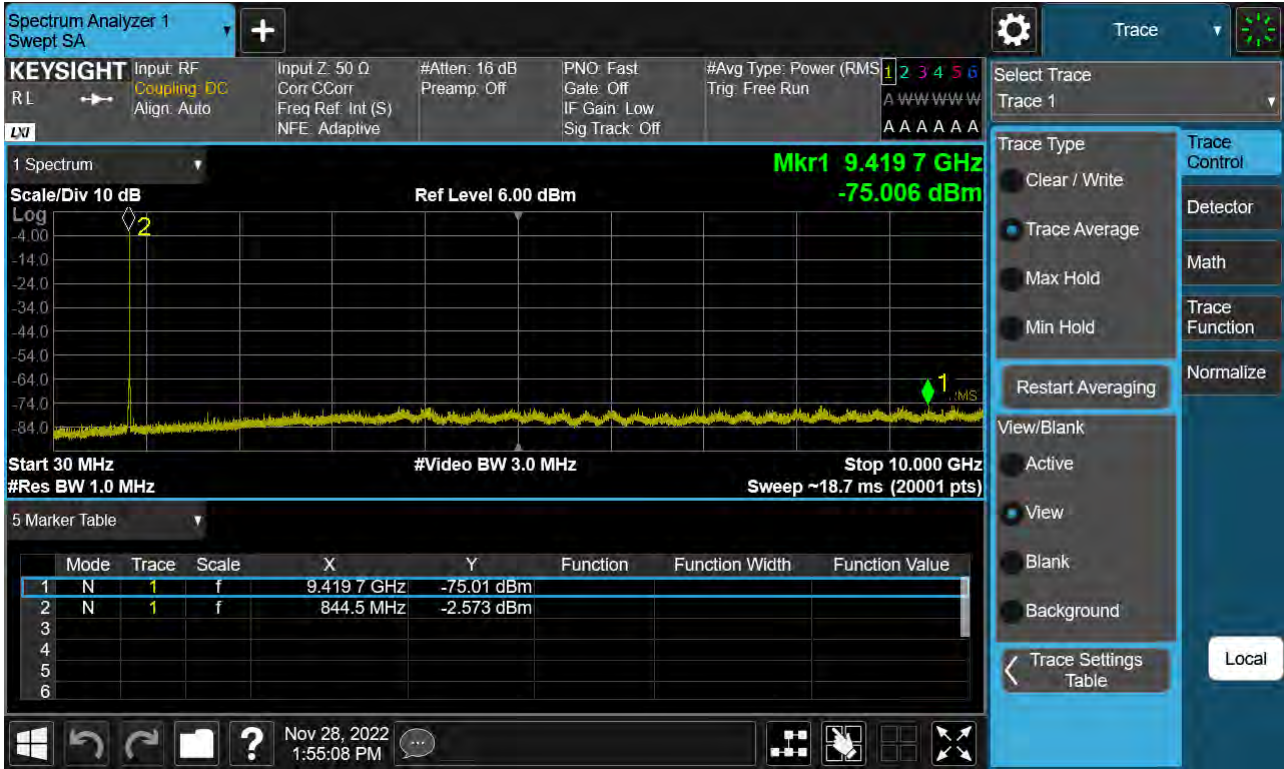 Spectrum Analyzer 1
Swept SA
Trace
KEYSIGHT
R L
LXI
Input: RF
Coupling: DC
Align: Auto
Input Z: 50 Ω
Corr CCorr
Freq Ref: Int (S)
NFE: Adaptive
#Atten: 16 dB
Preamp: Off
PNO: Fast
Gate: Off
IF Gain: Low
Sig Track: Off
#Avg Type: Power (RMS
Trig: Free Run
1 2 3 4 5 6
A W W W W W
A A A A A A
Select Trace
Trace 1
1 Spectrum
Mkr1 9.419 7 GHz
-75.006 dBm
Scale/Div 10 dB
Ref Level 6.00 dBm
Log
-4.00
-14.0
-24.0
-34.0
-44.0
-54.0
-64.0
-74.0
-84.0
2
1
RMS
Start 30 MHz
#Video BW 3.0 MHz
Stop 10.000 GHz
#Res BW 1.0 MHz
Sweep ~18.7 ms (20001 pts)
5 Marker Table
Mode Trace Scale X Y Function Function Width Function Value
1 N 1 f 9.419 7 GHz -75.01 dBm
2 N 1 f 844.5 MHz -2.573 dBm
3
4
5
6
Trace Type
Clear / Write
Trace Average
Max Hold
Min Hold
Restart Averaging
View/Blank
Active
View
Blank
Background
Trace Settings
Table
Trace
Control
Detector
Math
Trace
Function
Normalize
Local
?
Nov 28, 2022
1:55:08 PM